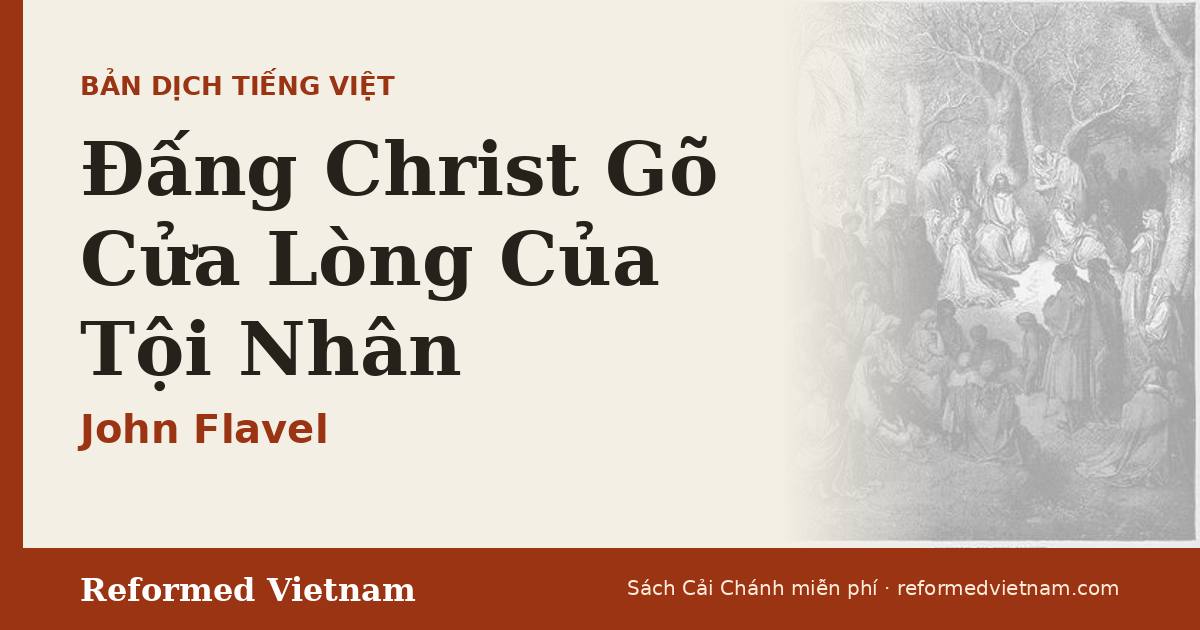 BẢN DỊCH TIẾNG VIỆT
Đấng Christ Gõ
Cửa Lòng Của
Tội Nhân
John Flavel
Reformed Vietnam
Sách Cải Chánh miễn phí · reformedvietnam.com